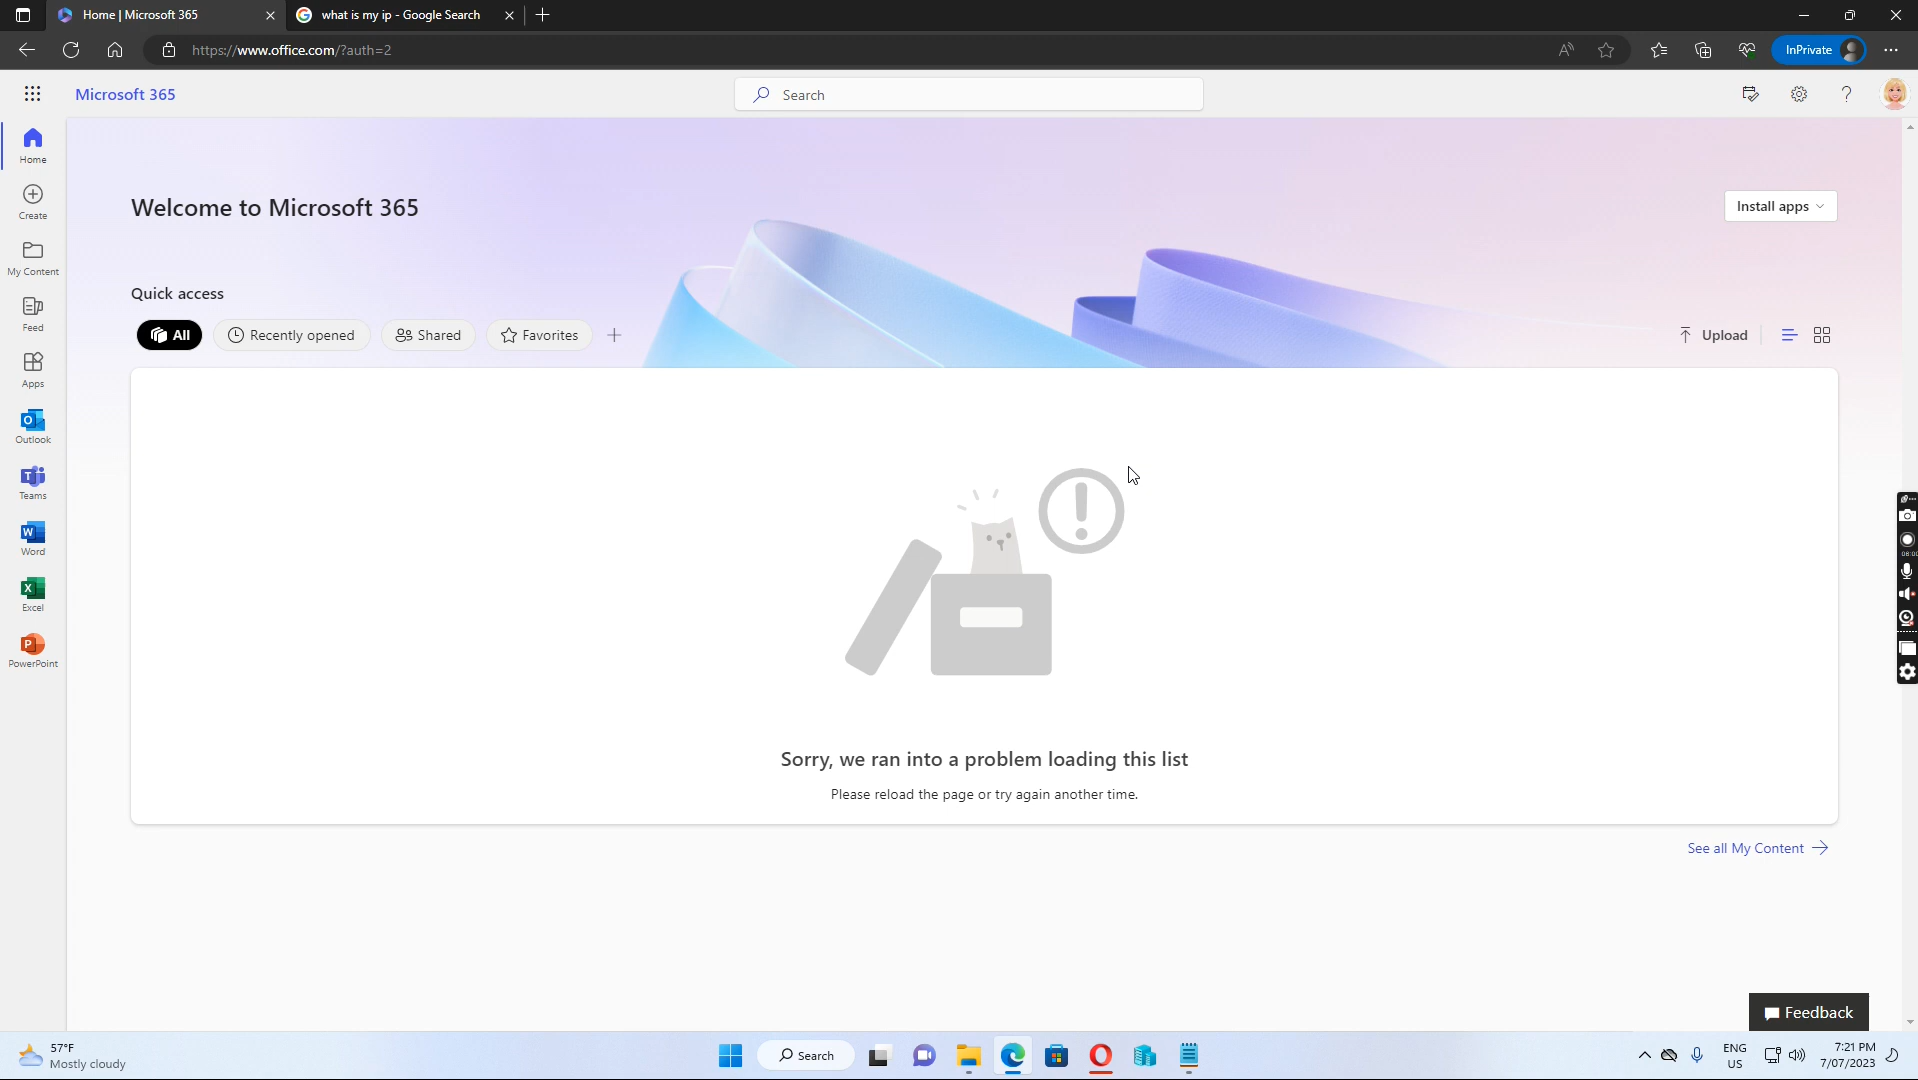 Home | Microsoft 365
what is my ip - Google Search
https://www.office.com/?auth=2
InPrivate
Microsoft 365
Search
Home
Create
My Content
Feed
Apps
Outlook
Teams
Word
Excel
PowerPoint
Welcome to Microsoft 365
Install apps
Quick access
All
Recently opened
Shared
Favorites
Upload
Sorry, we ran into a problem loading this list
Please reload the page or try again another time.
See all My Content
Feedback
57°F
Mostly cloudy
Search
ENG
US
7:21 PM
7/07/2023